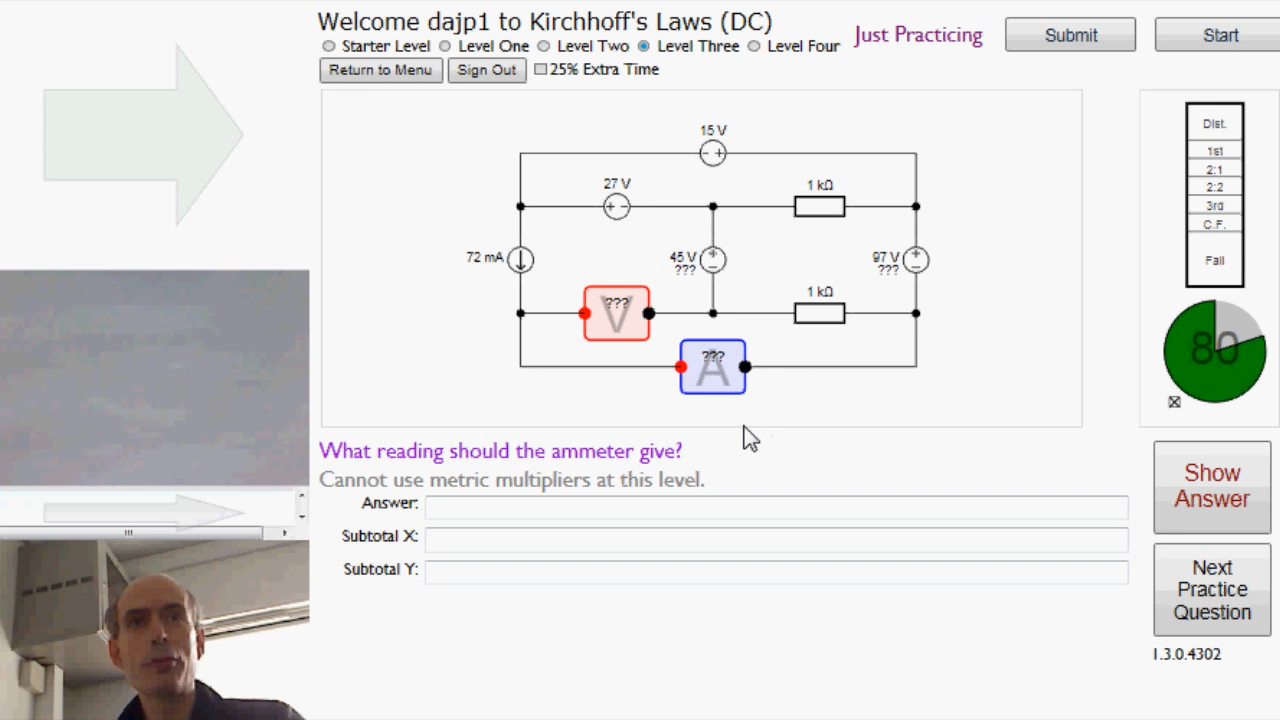 Welcome dajp1 to Kirchhoff's Laws (DC)
Starter Level Level One Level Two Level Three Level Four
Just Practicing
Submit
Start
Return to Menu Sign Out 25% Extra Time
15 V
- +
27 V
+ -
1 kΩ
72 mA
45 V
???
+
-
97 V
???
+
-
???
V
1 kΩ
???
A
Dist.
1st
2:1
2:2
3rd
C.F.
Fail
80
What reading should the ammeter give?
Cannot use metric multipliers at this level.
Answer:
Subtotal X:
Subtotal Y:
Show
Answer
Next
Practice
Question
1.3.0.4302